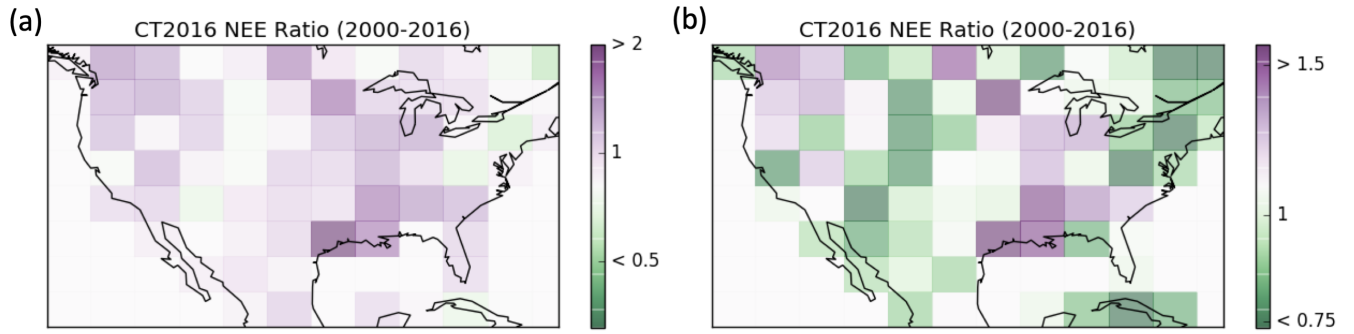 (a)
CT2016 NEE Ratio (2000-2016)
> 2
1
< 0.5
(b)
CT2016 NEE Ratio (2000-2016)
> 1.5
1
< 0.75